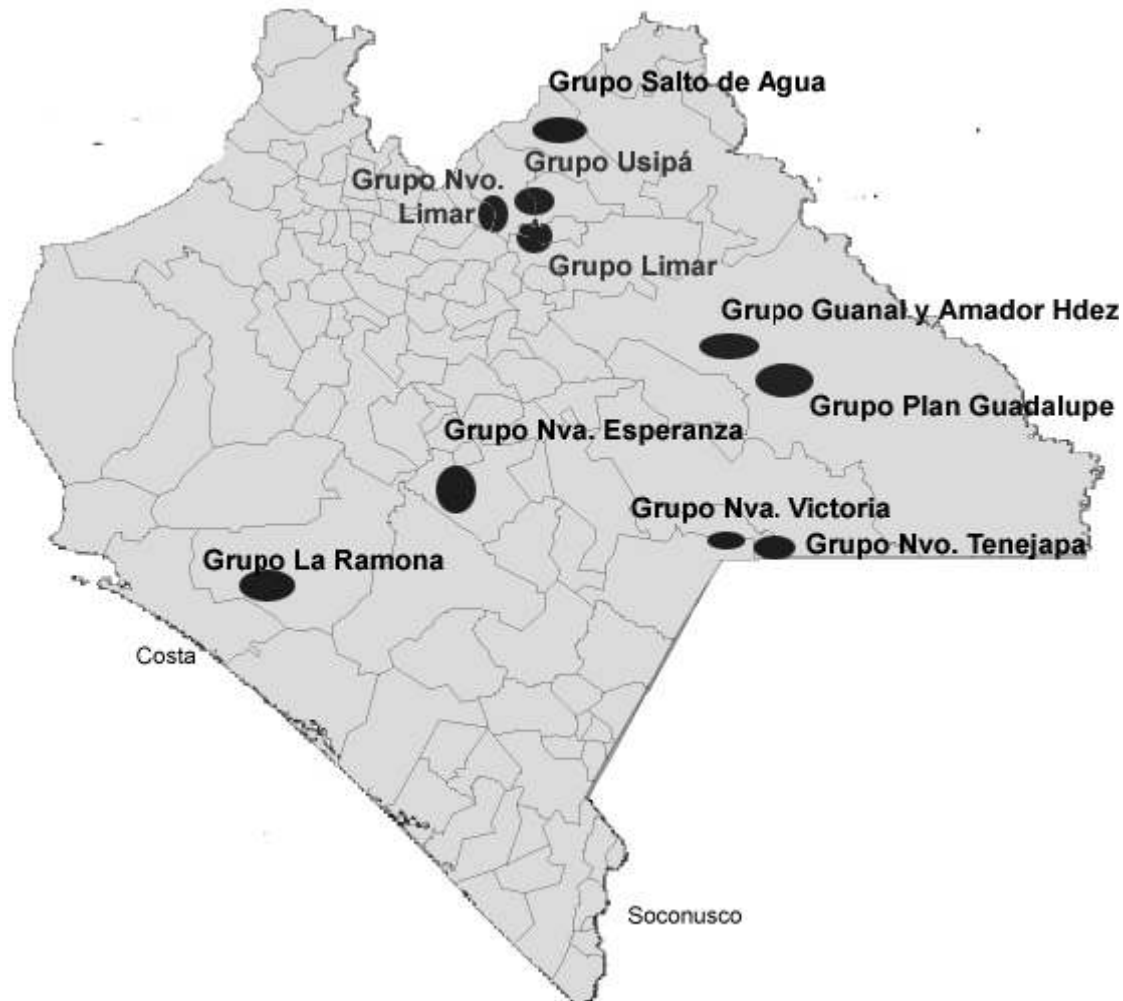 Grupo Salto de Agua
Grupo Usipá
Grupo Nvo.
Limar
Grupo Limar
Grupo Guanal y Amador Hdez
Grupo Plan Guadalupe
Grupo Nva. Esperanza
Grupo Nva. Victoria
Grupo Nvo. Tenejapa
Grupo La Ramona
Costa
Soconusco